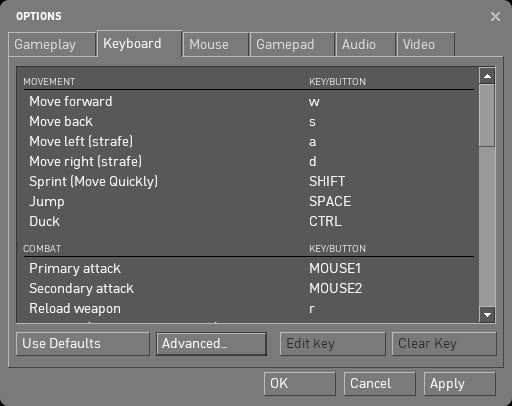 OPTIONS
Gameplay Keyboard Mouse Gamepad Audio Video
MOVEMENT KEY/BUTTON
Move forward w
Move back s
Move left (strafe) a
Move right (strafe) d
Sprint (Move Quickly) SHIFT
Jump SPACE
Duck CTRL
COMBAT KEY/BUTTON
Primary attack MOUSE1
Secondary attack MOUSE2
Reload weapon r
Use Defaults Advanced... Edit key Clear Key
OK Cancel Apply